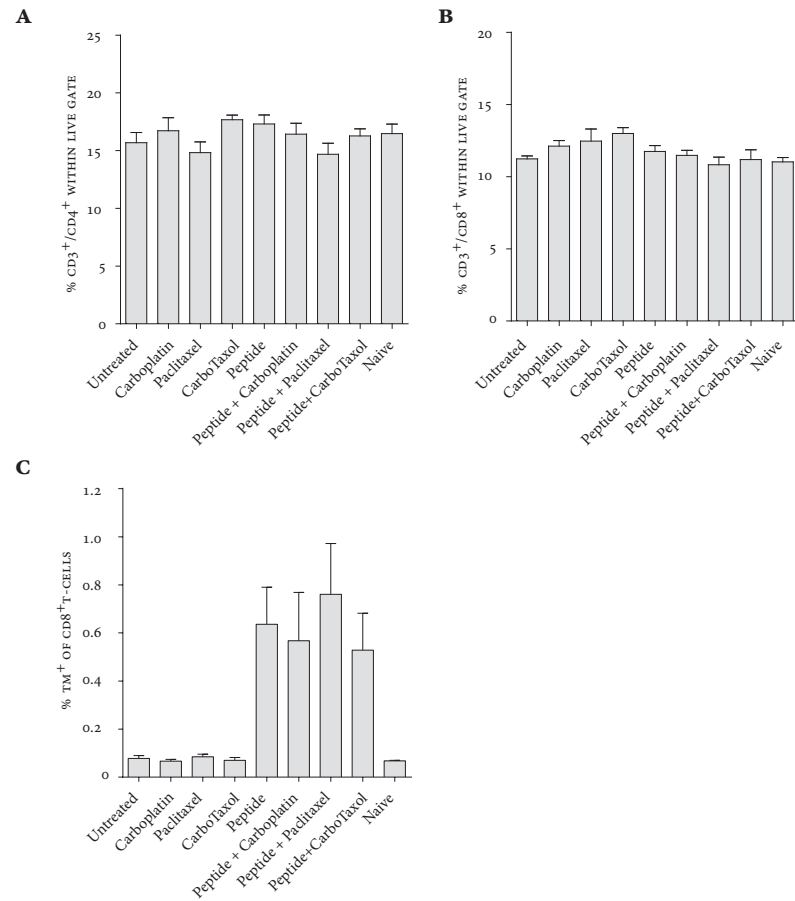 A
% CD3+/CD4+ WITHIN LIVE GATE
25
20
15
10
5
0
Untreated
Carboplatin
Paclitaxel
CarboTaxol
Peptide
Peptide + Carboplatin
Peptide + Paclitaxel
Peptide+CarboTaxol
Naive
B
% CD3+/CD8+ WITHIN LIVE GATE
20
15
10
5
0
Untreated
Carboplatin
Paclitaxel
CarboTaxol
Peptide
Peptide + Carboplatin
Peptide + Paclitaxel
Peptide+CarboTaxol
Naive
C
% TM+ OF CD8+T-CELLS
1.2
1.0
0.8
0.6
0.4
0.2
0
Untreated
Carboplatin
Paclitaxel
CarboTaxol
Peptide
Peptide + Carboplatin
Peptide + Paclitaxel
Peptide+CarboTaxol
Naive